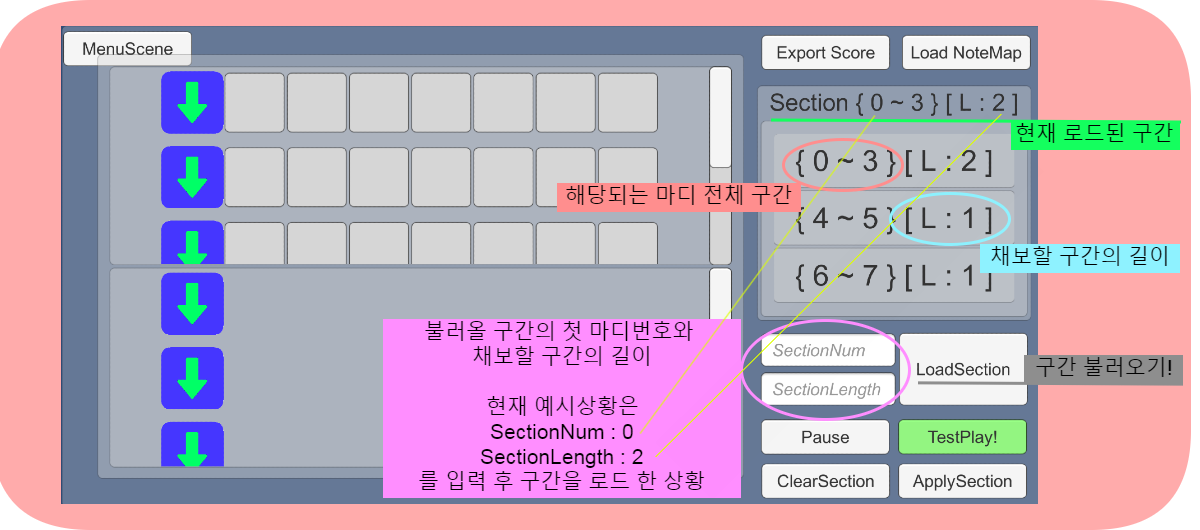 MenuScene
Export Score
Load NoteMap
Section { 0 ~ 3 } [ L : 2 ]
현재 로드된 구간
{ 0 ~ 3 } [ L : 2 ]
해당되는 마디 전체 구간
{ 4 ~ 5 } [ L : 1 ]
채보할 구간의 길이
{ 6 ~ 7 } [ L : 1 ]
불러올 구간의 첫 마디번호와
채보할 구간의 길이
현재 예시상황은
SectionNum : 0
SectionLength : 2
를 입력 후 구간을 로드 한 상황
SectionNum
SectionLength
LoadSection
구간 불러오기!
Pause
TestPlay!
ClearSection
ApplySection